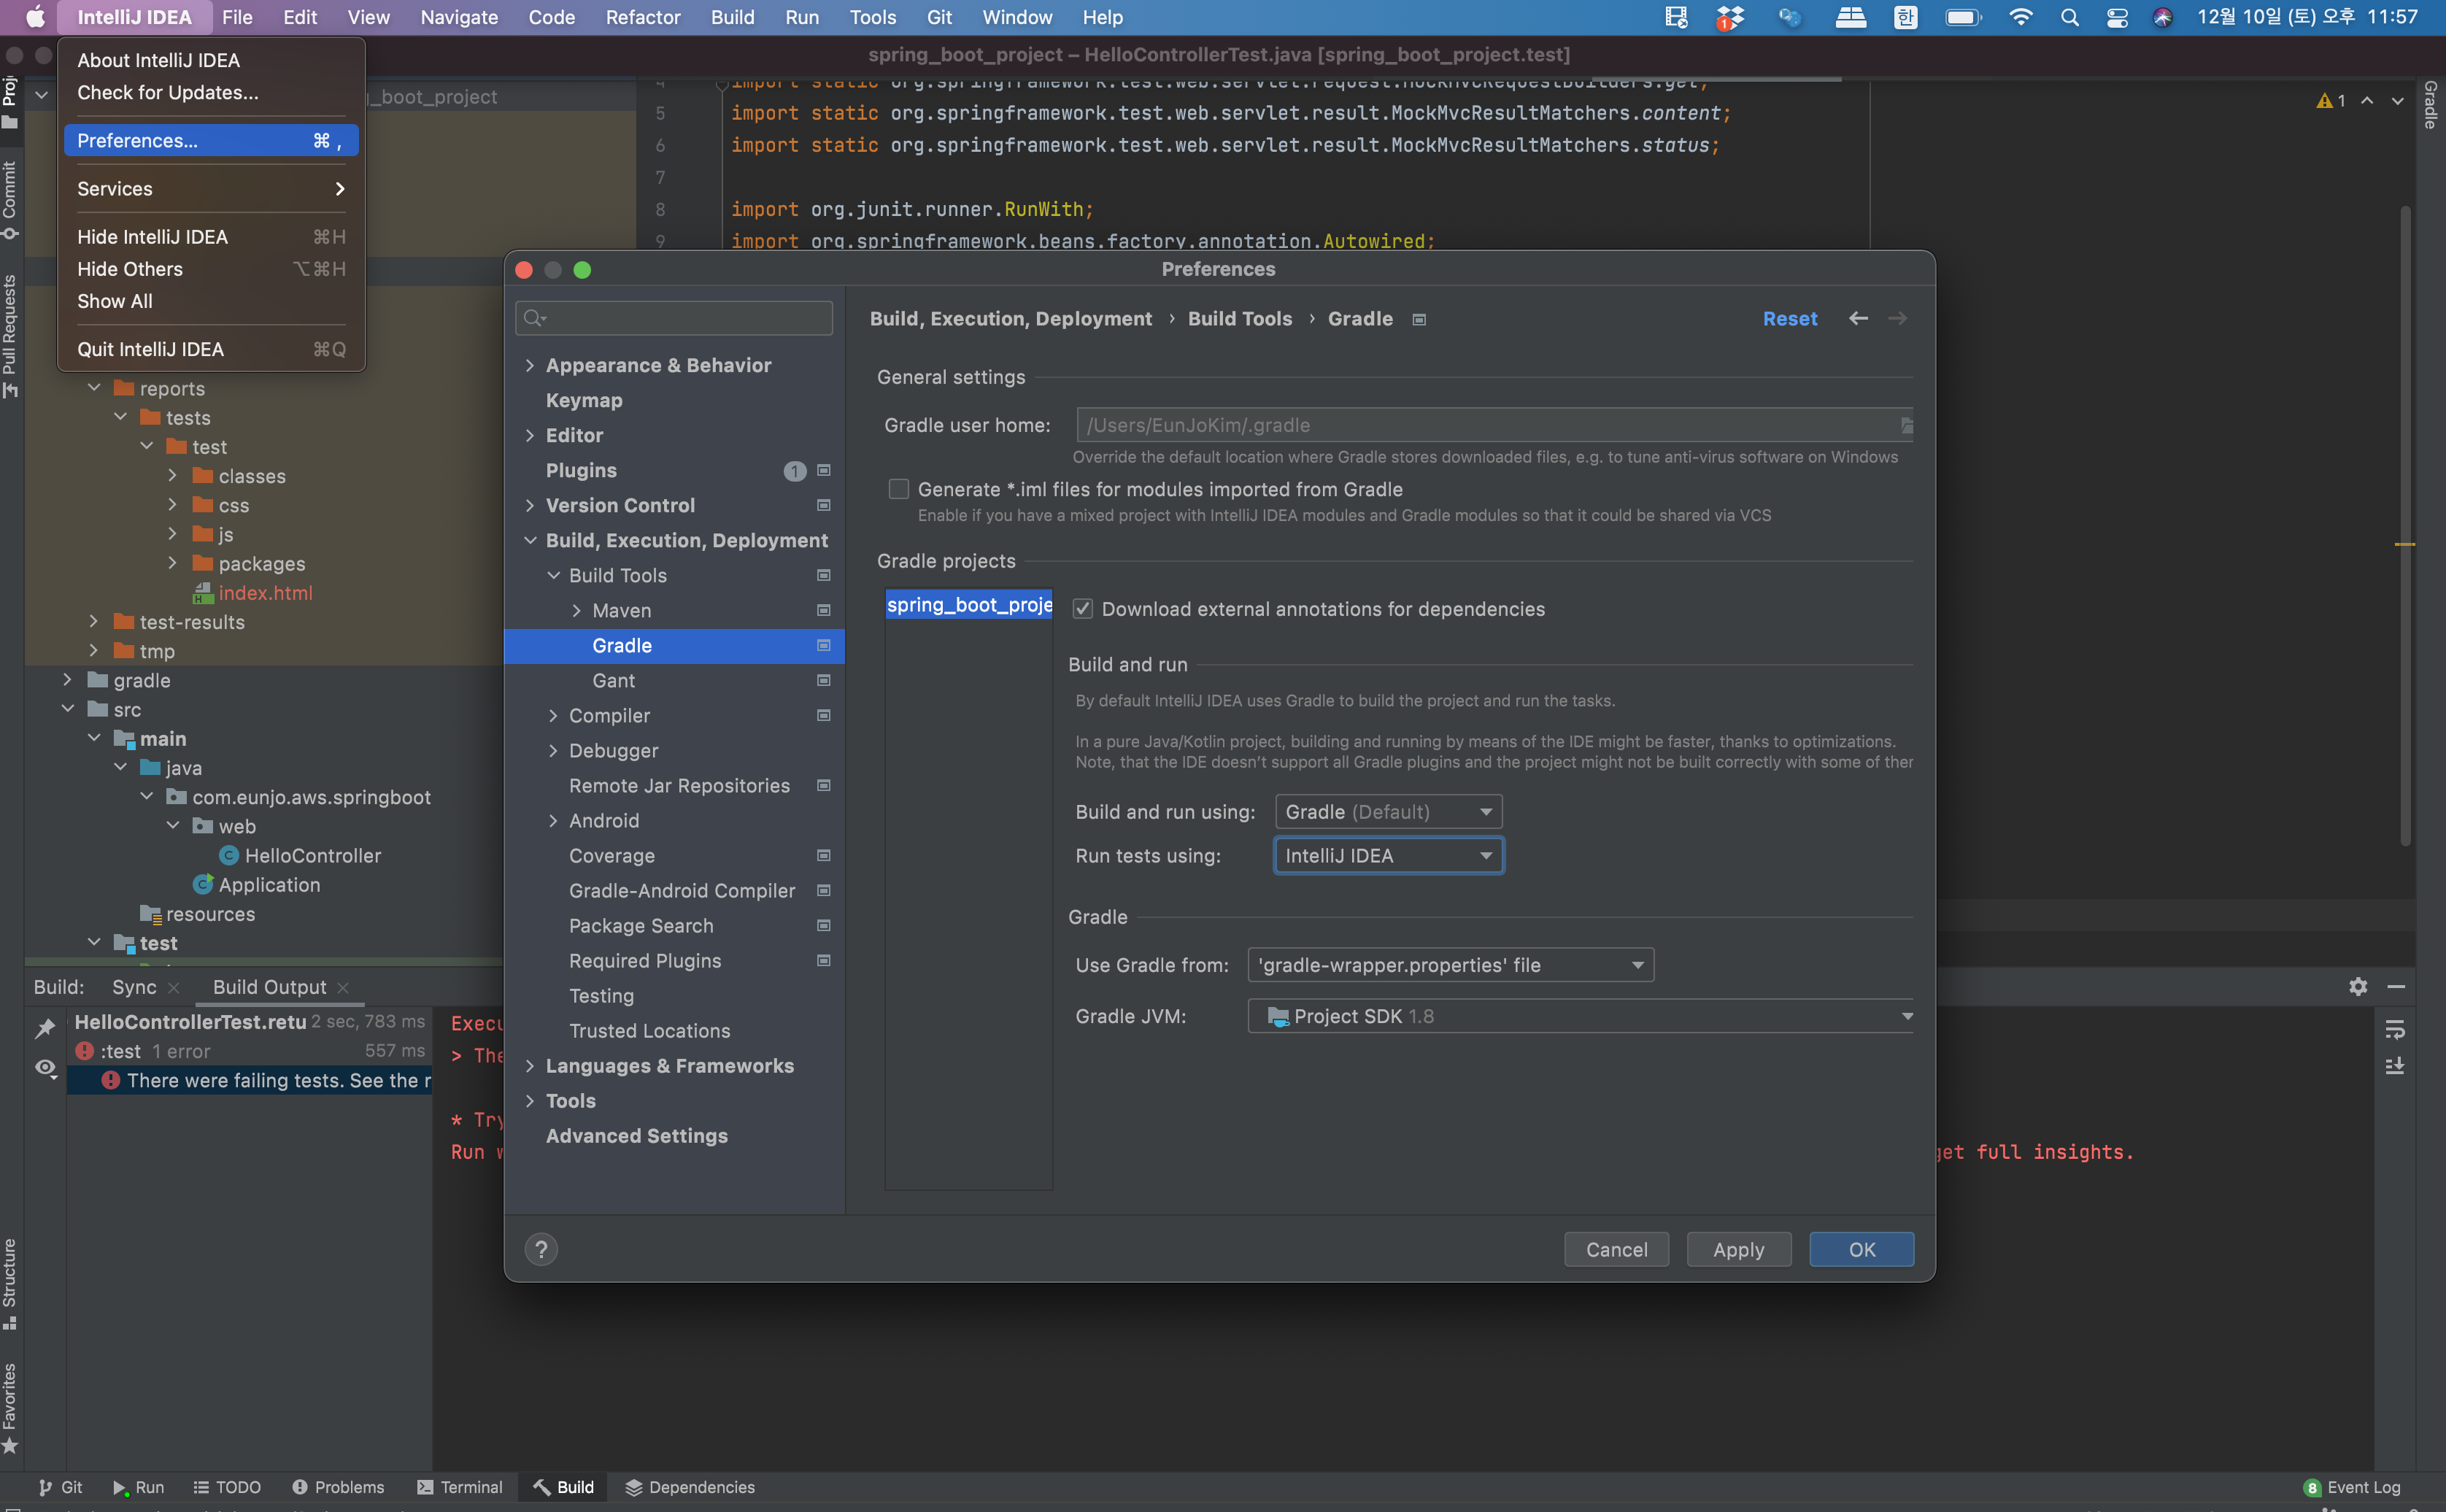 IntelliJ IDEA File Edit View Navigate Code Refactor Build Run Tools Git Window Help 1 한 12월 10일 (토) 오후 11:57
spring_boot_project – HelloControllerTest.java [spring_boot_project.test]
About IntelliJ IDEA
Check for Updates...
Preferences... ⌘ ,
Services
Hide IntelliJ IDEA ⌘H
Hide Others ⌥⌘H
Show All
Quit IntelliJ IDEA ⌘Q
_boot_project
Commit
Pull Requests
Gradle
1
4 import static org.springframework.test.web.servlet.request.MockMvcRequestBuilders.get;
5 import static org.springframework.test.web.servlet.result.MockMvcResultMatchers.content;
6 import static org.springframework.test.web.servlet.result.MockMvcResultMatchers.status;
7
8 import org.junit.runner.RunWith;
9 import org.springframework.beans.factory.annotation.Autowired;
reports
tests
test
classes
css
js
packages
index.html
test-results
tmp
gradle
src
main
java
com.eunjo.aws.springboot
web
HelloController
Application
resources
test
Preferences
Appearance & Behavior
Keymap
Editor
Plugins 1
Version Control
Build, Execution, Deployment
Build Tools
Maven
Gradle
Gant
Compiler
Debugger
Remote Jar Repositories
Android
Coverage
Gradle-Android Compiler
Package Search
Required Plugins
Testing
Trusted Locations
Languages & Frameworks
Tools
Advanced Settings
Build, Execution, Deployment › Build Tools › Gradle Reset
General settings
Gradle user home: /Users/EunJoKim/.gradle
Override the default location where Gradle stores downloaded files, e.g. to tune anti-virus software on Windows
Generate *.iml files for modules imported from Gradle
Enable if you have a mixed project with IntelliJ IDEA modules and Gradle modules so that it could be shared via VCS
Gradle projects
spring_boot_proje
Download external annotations for dependencies
Build and run
By default IntelliJ IDEA uses Gradle to build the project and run the tasks.
In a pure Java/Kotlin project, building and running by means of the IDE might be faster, thanks to optimizations.
Note, that the IDE doesn't support all Gradle plugins and the project might not be built correctly with some of ther
Build and run using: Gradle (Default)
Run tests using: IntelliJ IDEA
Gradle
Use Gradle from: 'gradle-wrapper.properties' file
Gradle JVM: Project SDK 1.8
? Cancel Apply OK
Build: Sync Build Output
HelloControllerTest.retu 2 sec, 783 ms
:test 1 error 557 ms
There were failing tests. See the r
Execu
> The
* Try
Run w get full insights.
Structure
Favorites
Git Run TODO Problems Terminal Build Dependencies 8 Event Log